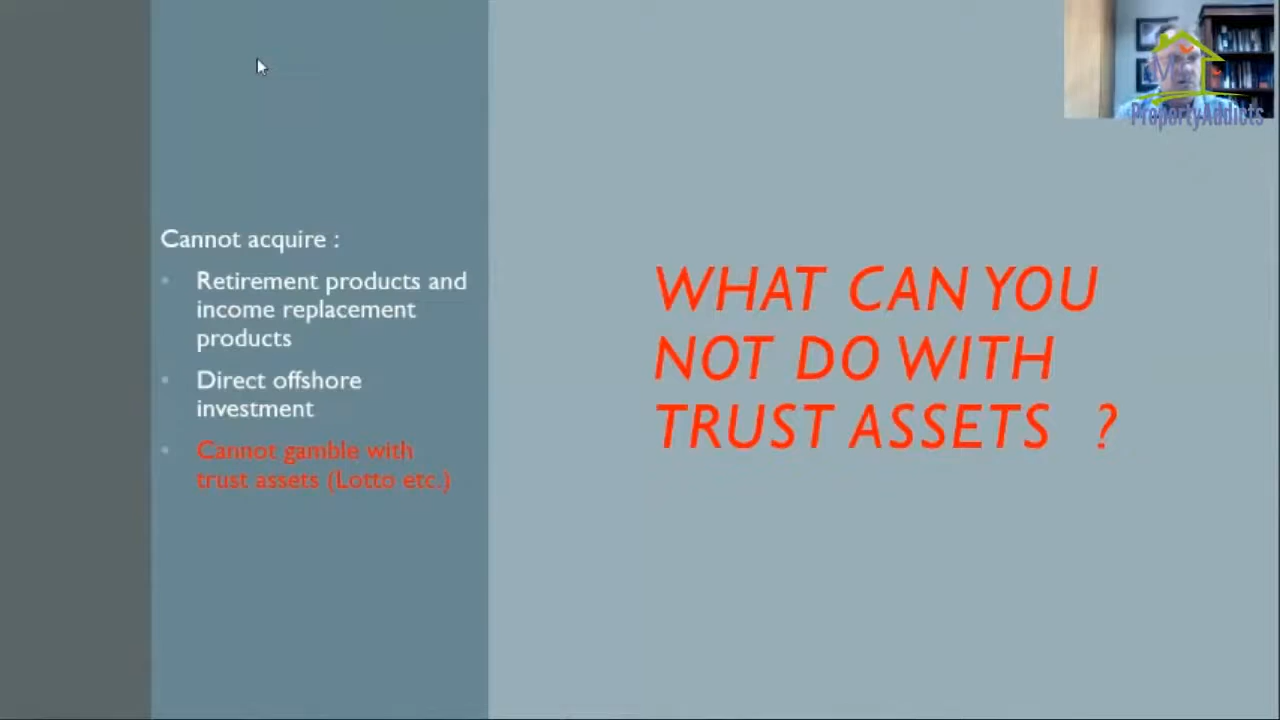 Cannot acquire :
Retirement products and
income replacement
products
Direct offshore
investment
Cannot gamble with
trust assets (Lotto etc.)
WHAT CAN YOU
NOT DO WITH
TRUST ASSETS ?
PropertyAddicts